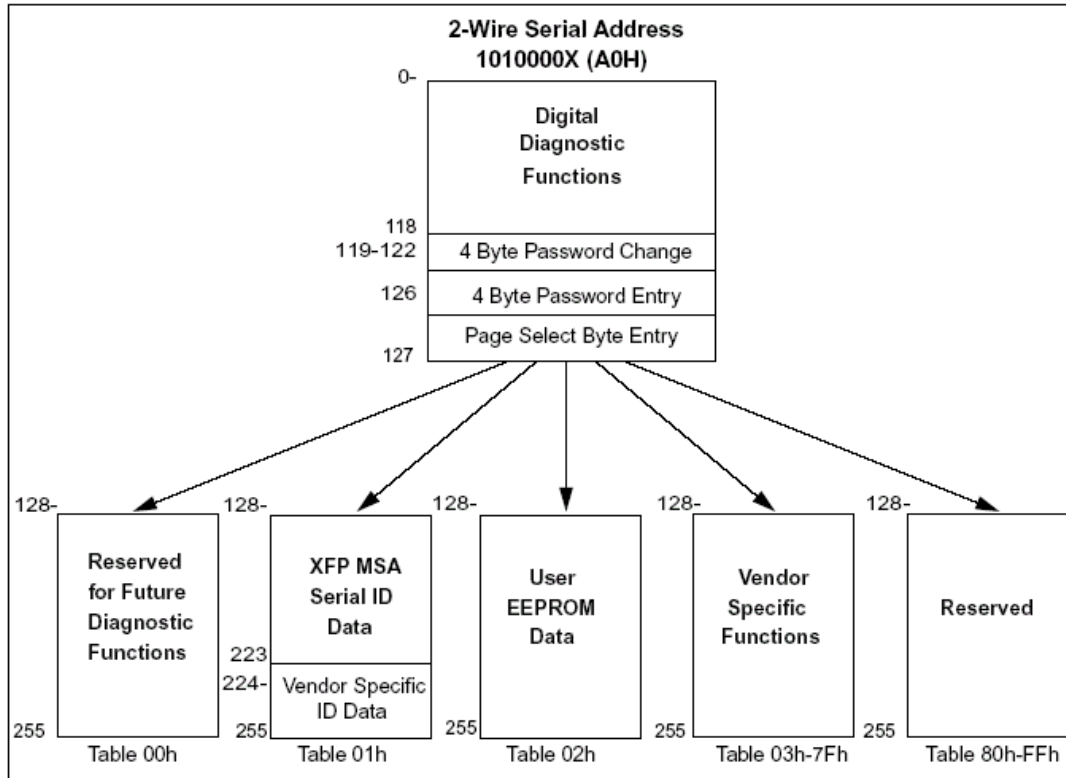 2-Wire Serial Address
1010000X (A0H)
0-
Digital
Diagnostic
Functions
118
119-122
4 Byte Password Change
126
4 Byte Password Entry
Page Select Byte Entry
127
128-
Reserved
for Future
Diagnostic
Functions
255
Table 00h
128-
XFP MSA
Serial ID
Data
223
224-
Vendor Specific
ID Data
255
Table 01h
128-
User
EEPROM
Data
255
Table 02h
128-
Vendor
Specific
Functions
255
Table 03h-7Fh
128-
Reserved
255
Table 80h-FFh